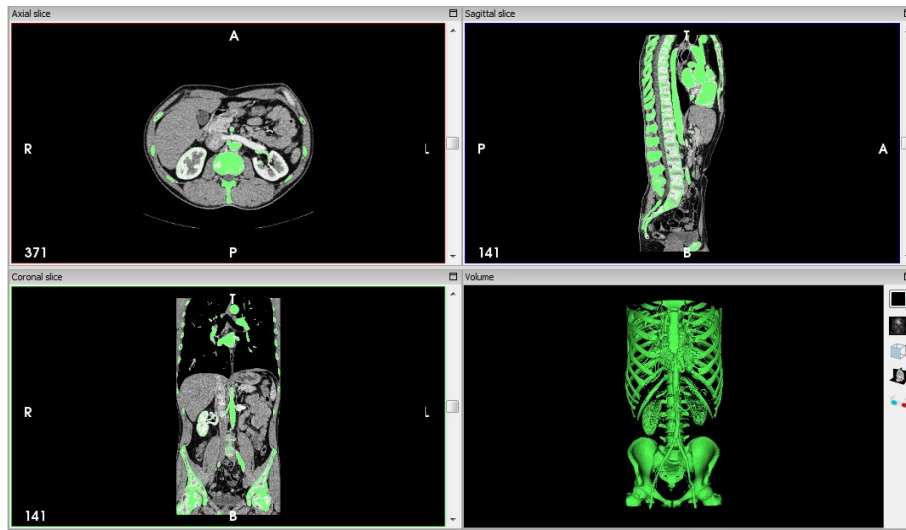 Axial slice
Sagittal slice
A
R
L
371
P
T
P
A
141
B
Coronal slice
Volume
T
R
L
141
B